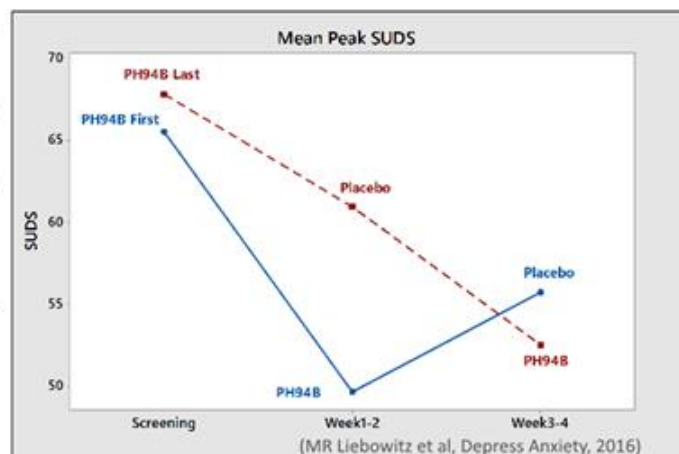 Mean Peak SUDS
70
65
60
55
50
SUDS
PH94B Last
PH94B First
Placebo
Placebo
PH94B
PH94B
Screening
Week1-2
Week3-4
(MR Liebowitz et al, Depress Anxiety, 2016)